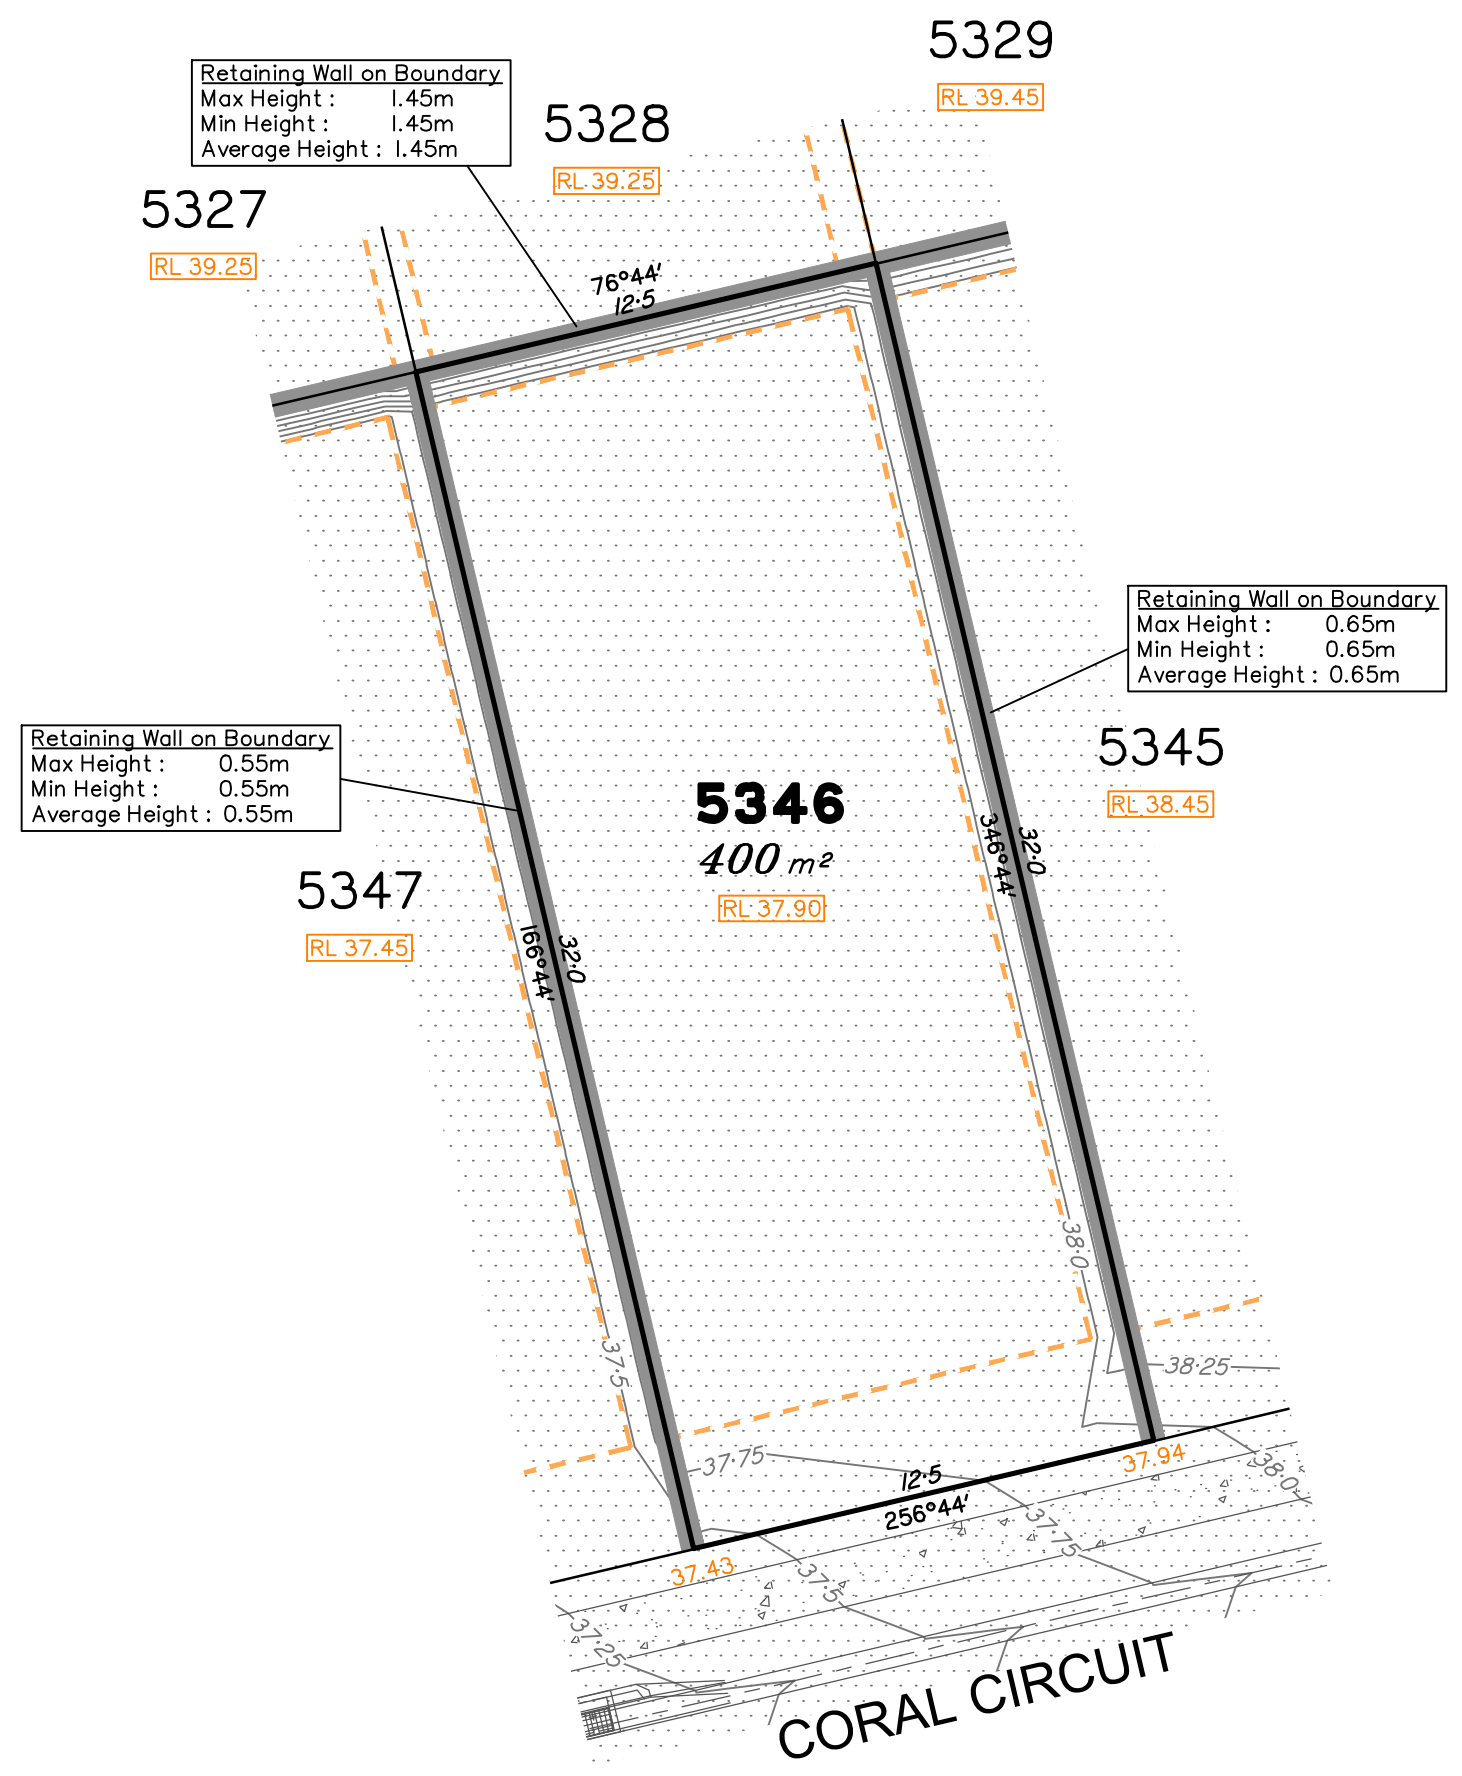 5329
RL 39.45
Retaining Wall on Boundary
Max Height : 1.45m
Min Height : 1.45m
Average Height : 1.45m
5328
RL 39.25
5327
RL 39.25
76°44'
12·5
Retaining Wall on Boundary
Max Height : 0.65m
Min Height : 0.65m
Average Height : 0.65m
5345
RL 38.45
Retaining Wall on Boundary
Max Height : 0.55m
Min Height : 0.55m
Average Height : 0.55m
5346
400 m²
RL 37.90
346°44'
32·0
5347
RL 37.45
166°44'
32·0
38·0
37·5
38·25
37·75
12·5
256°44'
37.94
38·0
37·75
37.43
37·5
37·25
CORAL CIRCUIT